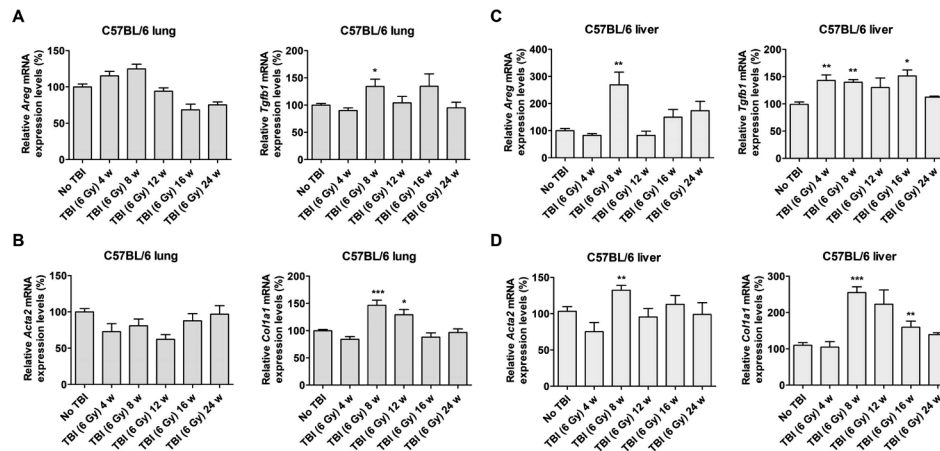 A
C57BL/6 lung
Relative Areg mRNA
expression levels (%)
150
100
50
0
No TBI
TBI (6 Gy) 4 w
TBI (6 Gy) 8 w
TBI (6 Gy) 12 w
TBI (6 Gy) 16 w
TBI (6 Gy) 24 w
C57BL/6 lung
Relative Tgfb1 mRNA
expression levels (%)
200
150
100
50
0
*
No TBI
TBI (6 Gy) 4 w
TBI (6 Gy) 8 w
TBI (6 Gy) 12 w
TBI (6 Gy) 16 w
TBI (6 Gy) 24 w
C
C57BL/6 liver
Relative Areg mRNA
expression levels (%)
400
300
200
100
0
**
No TBI
TBI (6 Gy) 4 w
TBI (6 Gy) 8 w
TBI (6 Gy) 12 w
TBI (6 Gy) 16 w
TBI (6 Gy) 24 w
C57BL/6 liver
Relative Tgfb1 mRNA
expression levels (%)
200
150
100
50
0
**
**
*
No TBI
TBI (6 Gy) 4 w
TBI (6 Gy) 8 w
TBI (6 Gy) 12 w
TBI (6 Gy) 16 w
TBI (6 Gy) 24 w
B
C57BL/6 lung
Relative Acta2 mRNA
expression levels (%)
150
100
50
0
No TBI
TBI (6 Gy) 4 w
TBI (6 Gy) 8 w
TBI (6 Gy) 12 w
TBI (6 Gy) 16 w
TBI (6 Gy) 24 w
C57BL/6 lung
Relative Col1a1 mRNA
expression levels (%)
200
150
100
50
0
***
*
No TBI
TBI (6 Gy) 4 w
TBI (6 Gy) 8 w
TBI (6 Gy) 12 w
TBI (6 Gy) 16 w
TBI (6 Gy) 24 w
D
C57BL/6 liver
Relative Acta2 mRNA
expression levels (%)
150
100
50
0
**
No TBI
TBI (6 Gy) 4 w
TBI (6 Gy) 8 w
TBI (6 Gy) 12 w
TBI (6 Gy) 16 w
TBI (6 Gy) 24 w
C57BL/6 liver
Relative Col1a1 mRNA
expression levels (%)
300
200
100
0
***
**
No TBI
TBI (6 Gy) 4 w
TBI (6 Gy) 8 w
TBI (6 Gy) 12 w
TBI (6 Gy) 16 w
TBI (6 Gy) 24 w